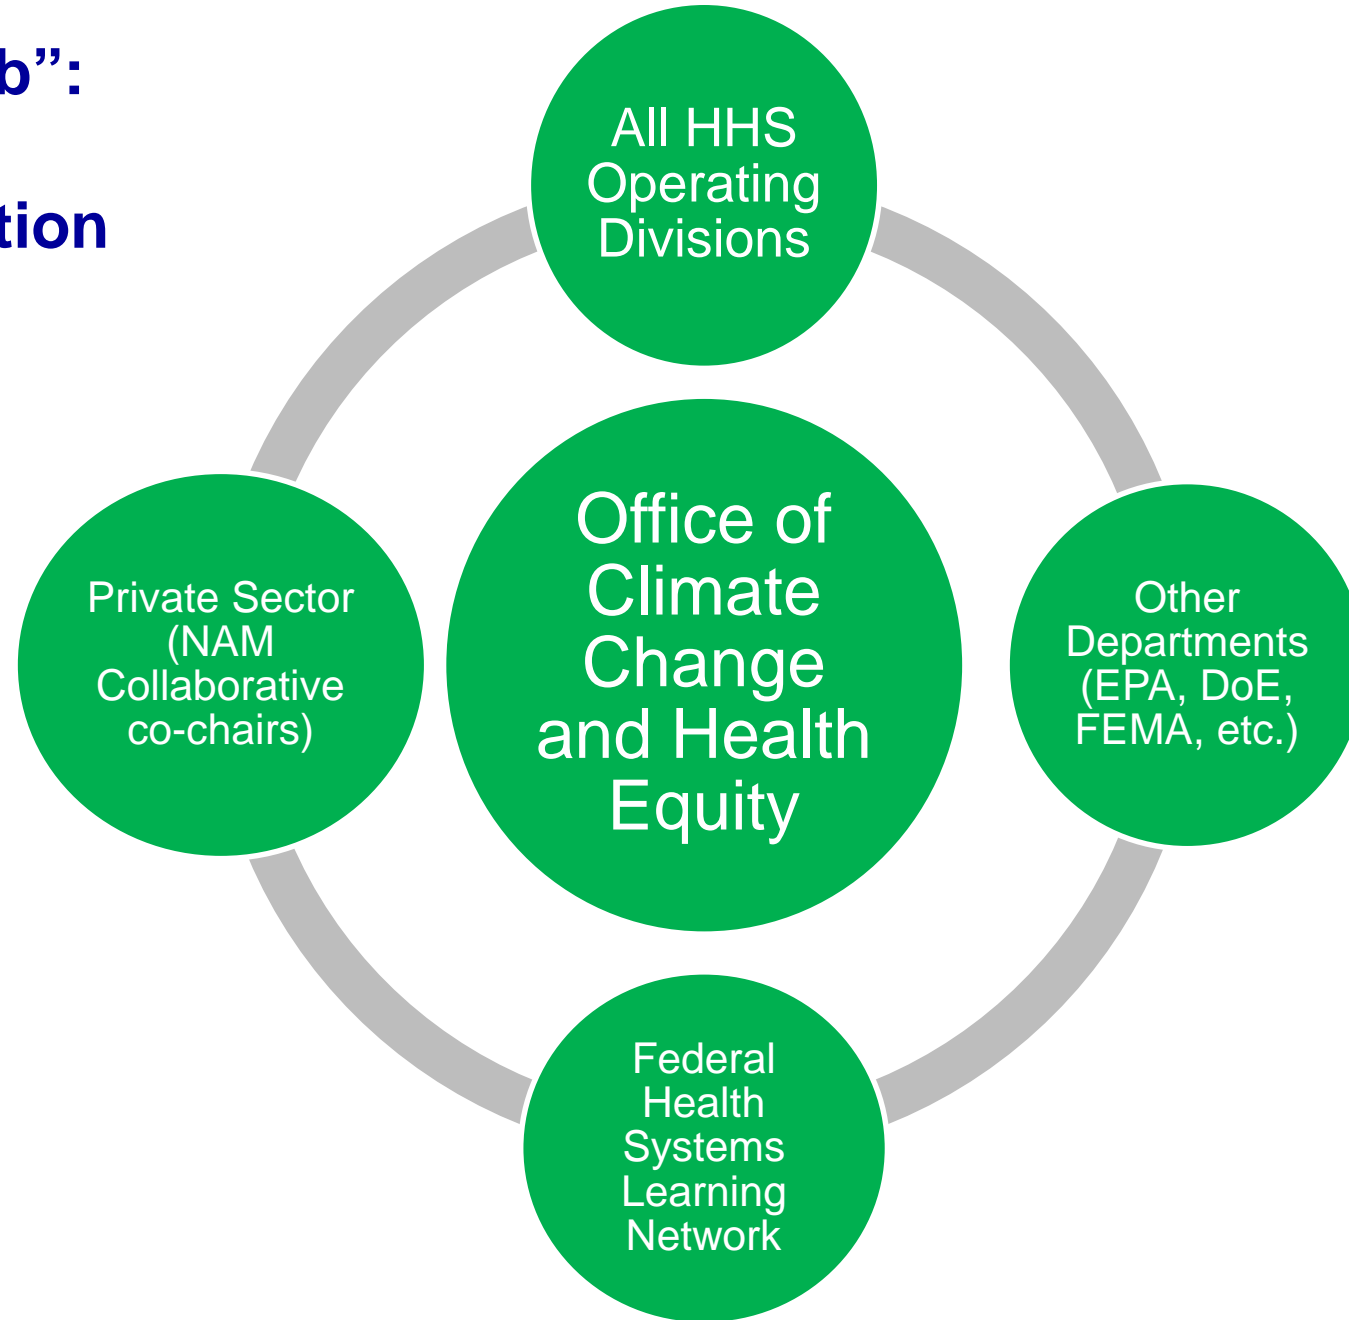 b”:
tion
All HHS
Operating
Divisions
Office of
Climate
Change
and Health
Equity
Private Sector
(NAM
Collaborative
co-chairs)
Other
Departments
(EPA, DoE,
FEMA, etc.)
Federal
Health
Systems
Learning
Network